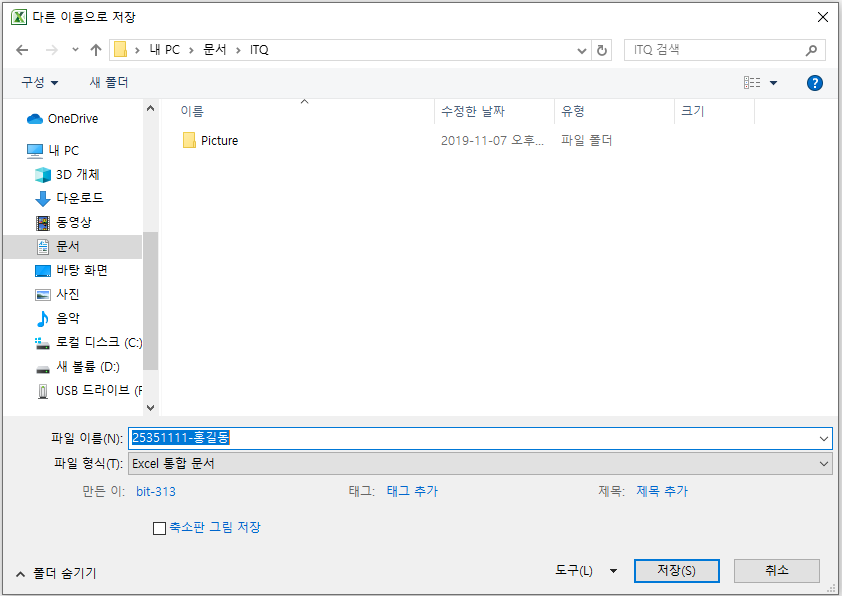 다른 이름으로 저장
내 PC > 문서 > ITQ
ITQ 검색
구성
새 폴더
이름 수정한 날짜 유형 크기
Picture 2019-11-07 오후... 파일 폴더
OneDrive
내 PC
3D 개체
다운로드
동영상
문서
바탕 화면
사진
음악
로컬 디스크 (C:)
새 볼륨 (D:)
USB 드라이브 (F
파일 이름(N): 25351111-홍길동
파일 형식(T): Excel 통합 문서
만든 이: bit-313 태그: 태그 추가 제목: 제목 추가
축소판 그림 저장
폴더 숨기기 도구(L) 저장(S) 취소